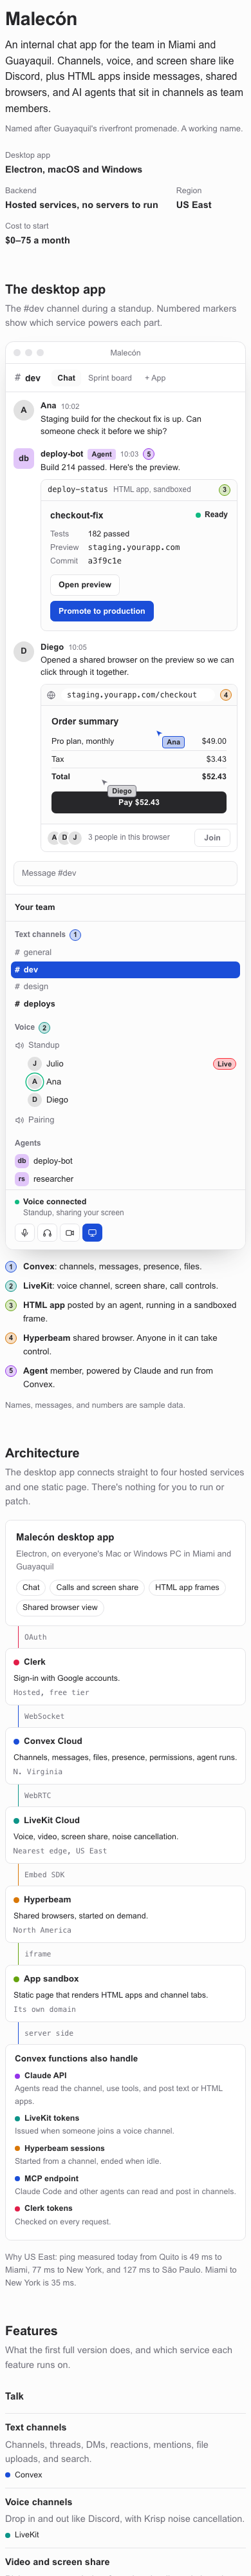 Malecón
An internal chat app for the team in Miami and
Guayaquil. Channels, voice, and screen share like
Discord, plus HTML apps inside messages, shared
browsers, and AI agents that sit in channels as team
members.
Named after Guayaquil's riverfront promenade. A working name.
Desktop app
Electron, macOS and Windows
Backend
Hosted services, no servers to run
Region
US East
Cost to start
$0–75 a month
The desktop app
The #dev channel during a standup. Numbered markers
show which service powers each part.
Malecón
# dev
Chat
Sprint board
+ App
A
Ana 10:02
Staging build for the checkout fix is up. Can
someone check it before we ship?
db
deploy-bot Agent 10:03 5
Build 214 passed. Here's the preview.
deploy-status HTML app, sandboxed 3
checkout-fix
Ready
Tests 182 passed
Preview staging.yourapp.com
Commit a3f9c1e
Open preview
Promote to production
D
Diego 10:05
Opened a shared browser on the preview so we can
click through it together.
staging.yourapp.com/checkout 4
Order summary
Pro plan, monthly $49.00
Ana
Tax $3.43
Total $52.43
Diego
Pay $52.43
A D J 3 people in this browser Join
Message #dev
Your team
Text channels 1
# general
# dev
# design
# deploys
Voice 2
Standup
J Julio Live
A Ana
D Diego
Pairing
Agents
db deploy-bot
rs researcher
Voice connected
Standup, sharing your screen
1 Convex: channels, messages, presence, files.
2 LiveKit: voice channel, screen share, call controls.
3 HTML app posted by an agent, running in a sandboxed
frame.
4 Hyperbeam shared browser. Anyone in it can take
control.
5 Agent member, powered by Claude and run from
Convex.
Names, messages, and numbers are sample data.
Architecture
The desktop app connects straight to four hosted services
and one static page. There's nothing for you to run or
patch.
Malecón desktop app
Electron, on everyone's Mac or Windows PC in Miami and
Guayaquil
Chat
Calls and screen share
HTML app frames
Shared browser view
OAuth
Clerk
Sign-in with Google accounts.
Hosted, free tier
WebSocket
Convex Cloud
Channels, messages, files, presence, permissions, agent runs.
N. Virginia
WebRTC
LiveKit Cloud
Voice, video, screen share, noise cancellation.
Nearest edge, US East
Embed SDK
Hyperbeam
Shared browsers, started on demand.
North America
iframe
App sandbox
Static page that renders HTML apps and channel tabs.
Its own domain
server side
Convex functions also handle
Claude API
Agents read the channel, use tools, and post text or HTML
apps.
LiveKit tokens
Issued when someone joins a voice channel.
Hyperbeam sessions
Started from a channel, ended when idle.
MCP endpoint
Claude Code and other agents can read and post in channels.
Clerk tokens
Checked on every request.
Why US East: ping measured today from Quito is 49 ms to
Miami, 77 ms to New York, and 127 ms to São Paulo. Miami to
New York is 35 ms.
Features
What the first full version does, and which service each
feature runs on.
Talk
Text channels
Channels, threads, DMs, reactions, mentions, file
uploads, and search.
Convex
Voice channels
Drop in and out like Discord, with Krisp noise cancellation.
LiveKit
Video and screen share